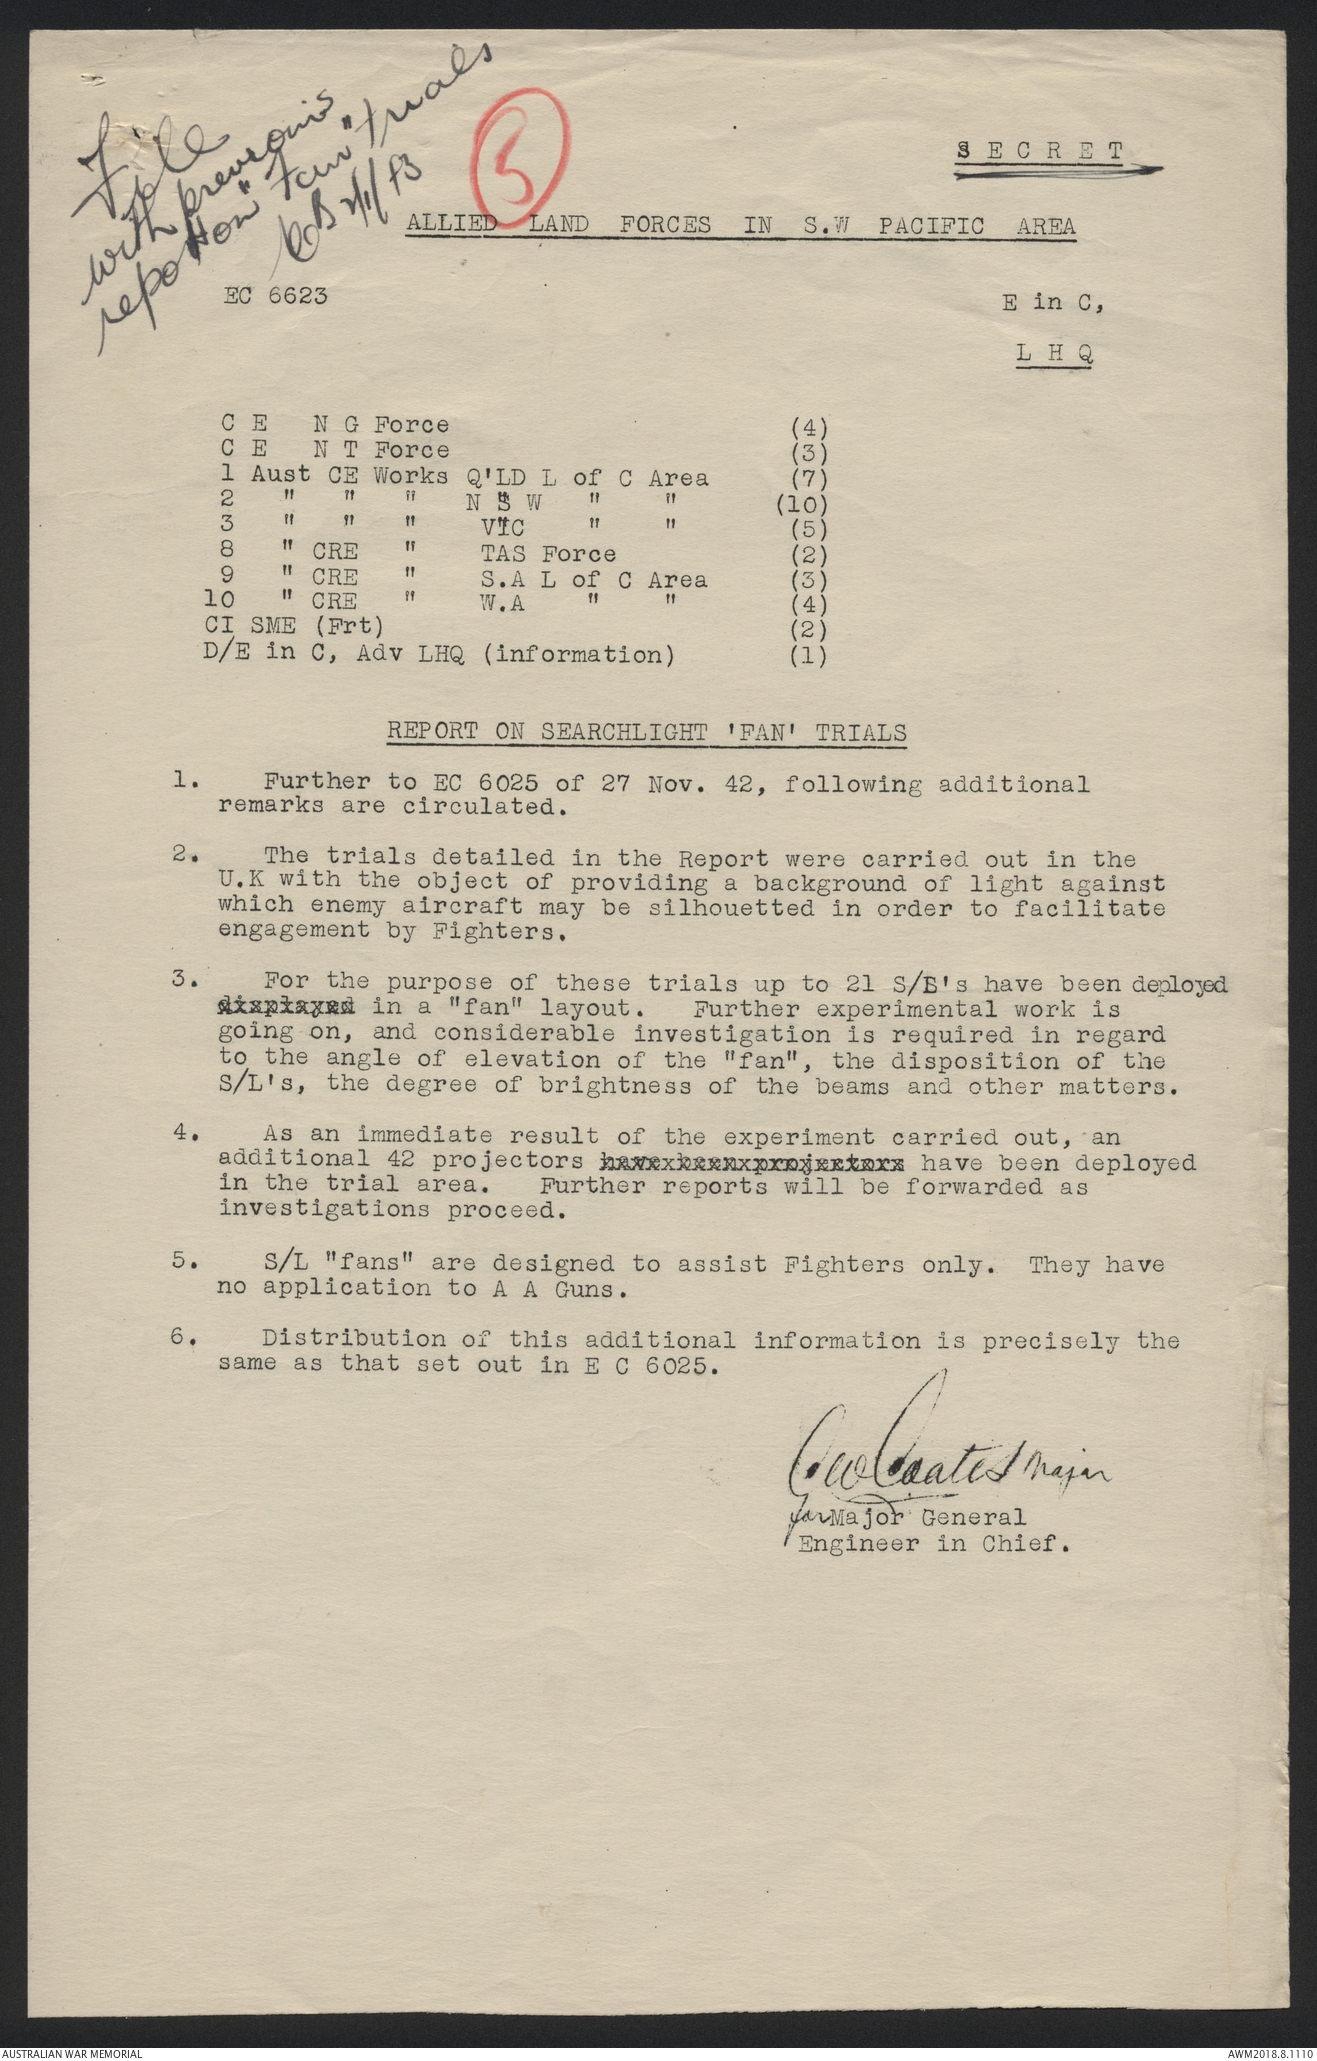 File
with previous
report on "Fan" trials
5
SECRET
ALLIED LAND FORCES IN S.W PACIFIC AREA
EC 6623
E in C,
L H Q
C E N G Force (4)
C E N T Force (3)
1 Aust CE Works Q'LD L of C Area (7)
2 " " " N S W " " (10)
3 " " " VIC " " (5)
8 " CRE " TAS Force (2)
9 " CRE " S.A L of C Area (3)
10 " CRE " W.A " " (4)
CI SME (Frt) (2)
D/E in C, Adv LHQ (information) (1)
REPORT ON SEARCHLIGHT 'FAN' TRIALS
1. Further to EC 6025 of 27 Nov. 42, following additional
remarks are circulated.
2. The trials detailed in the Report were carried out in the
U.K with the object of providing a background of light against
which enemy aircraft may be silhouetted in order to facilitate
engagement by Fighters.
3. For the purpose of these trials up to 21 S/L's have been deployed
displayed in a "fan" layout. Further experimental work is
going on, and considerable investigation is required in regard
to the angle of elevation of the "fan", the disposition of the
S/L's, the degree of brightness of the beams and other matters.
4. As an immediate result of the experiment carried out, an
additional 42 projectors have been projectors have been deployed
in the trial area. Further reports will be forwarded as
investigations proceed.
5. S/L "fans" are designed to assist Fighters only. They have
no application to A A Guns.
6. Distribution of this additional information is precisely the
same as that set out in E C 6025.
Coates Major
for Major General
Engineer in Chief.
AUSTRALIAN WAR MEMORIAL
AWM2018.8.1110